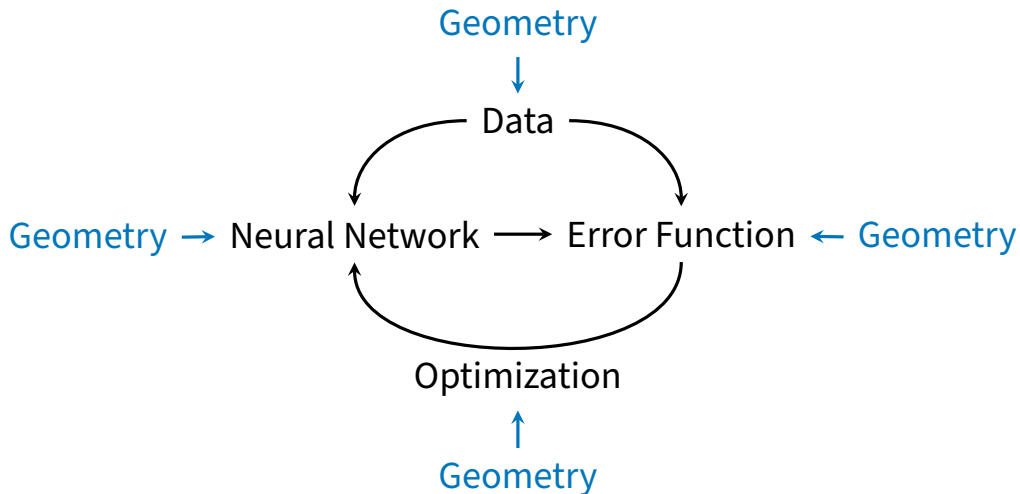 Geometry
Data
Geometry Neural Network Error Function Geometry
Optimization
Geometry